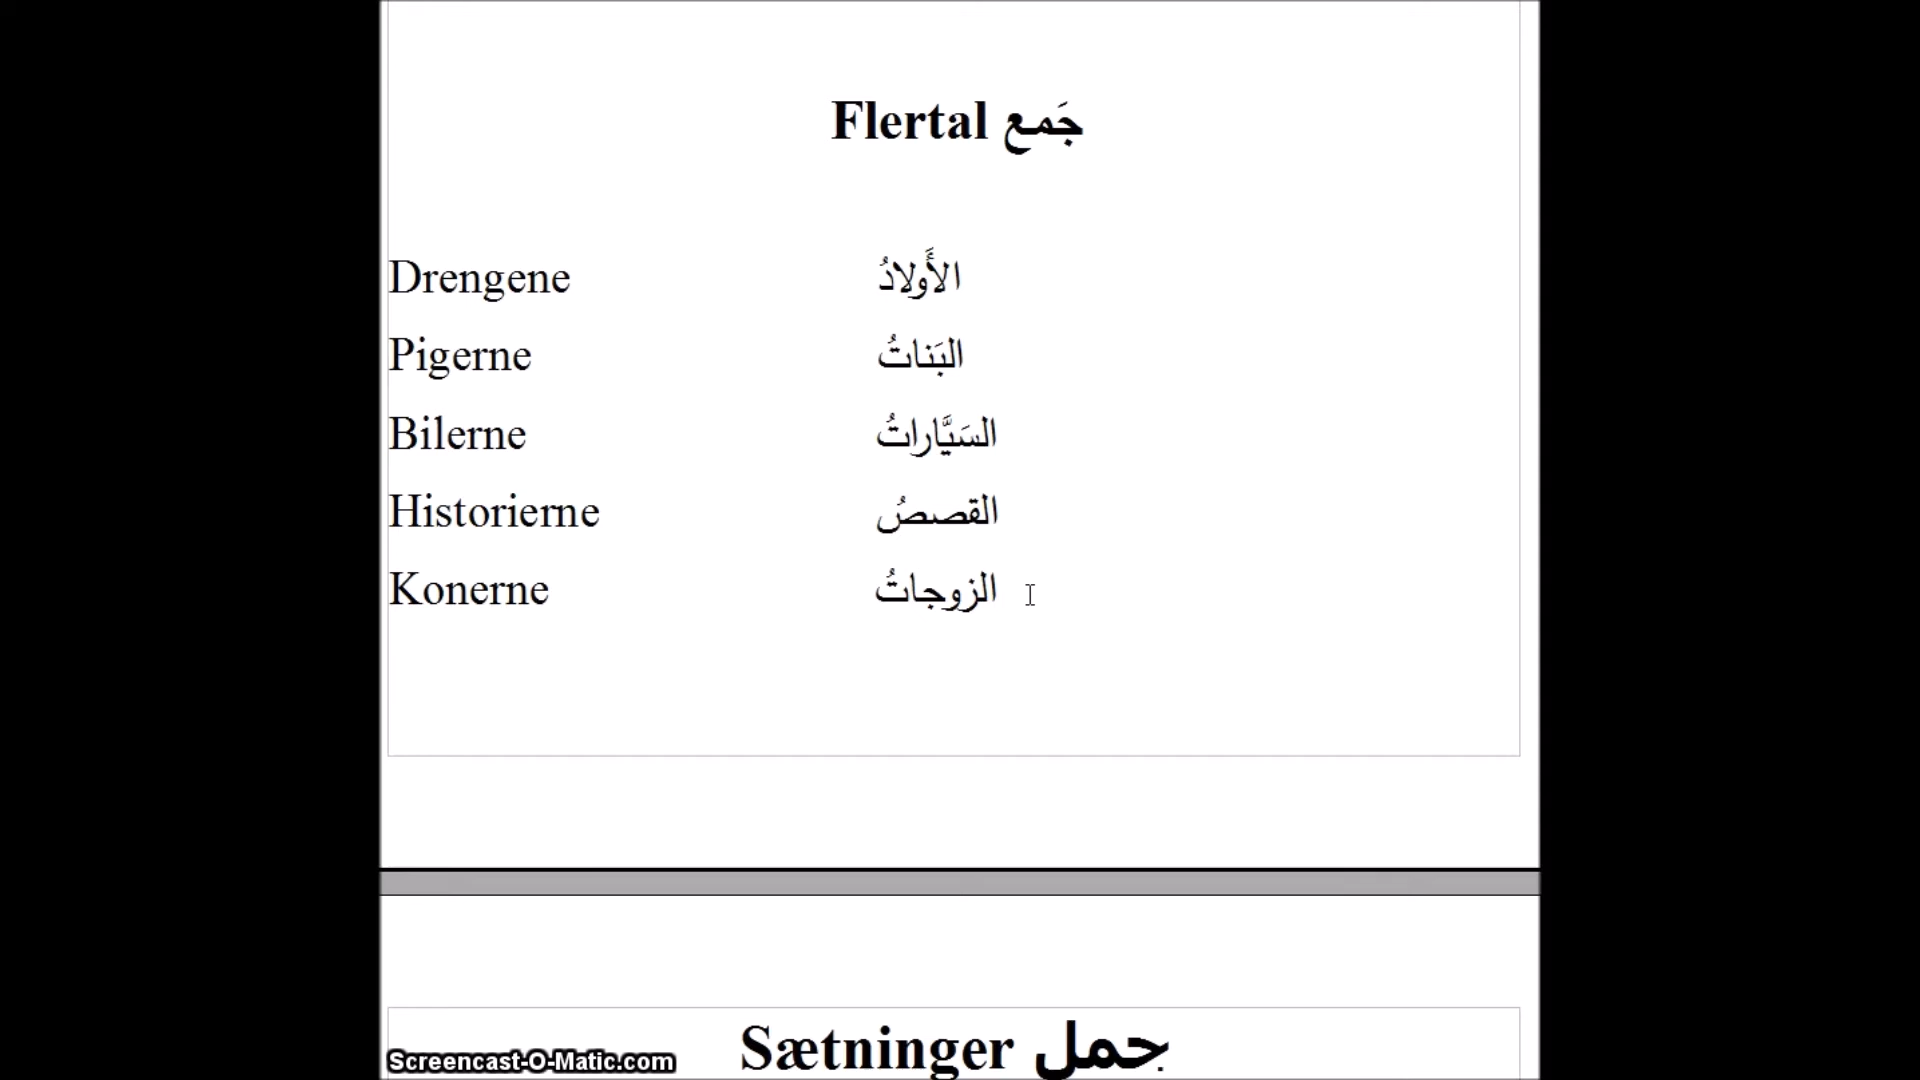 Flertal جَمع
Drengene الأَولادُ
Pigerne البَناتُ
Bilerne السَيَّاراتُ
Historierne القصصُ
Konerne الزوجاتُ
Sætninger جمل
Screencast-O-Matic.com